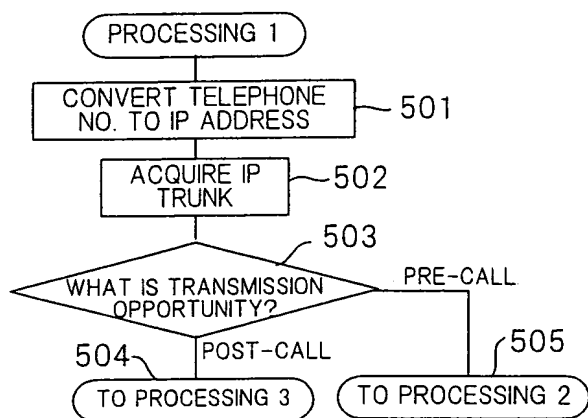 PROCESSING 1
CONVERT TELEPHONE
NO. TO IP ADDRESS
501
ACQUIRE IP
TRUNK
502
503
WHAT IS TRANSMISSION
OPPORTUNITY?
PRE-CALL
POST-CALL
504
505
TO PROCESSING 3
TO PROCESSING 2